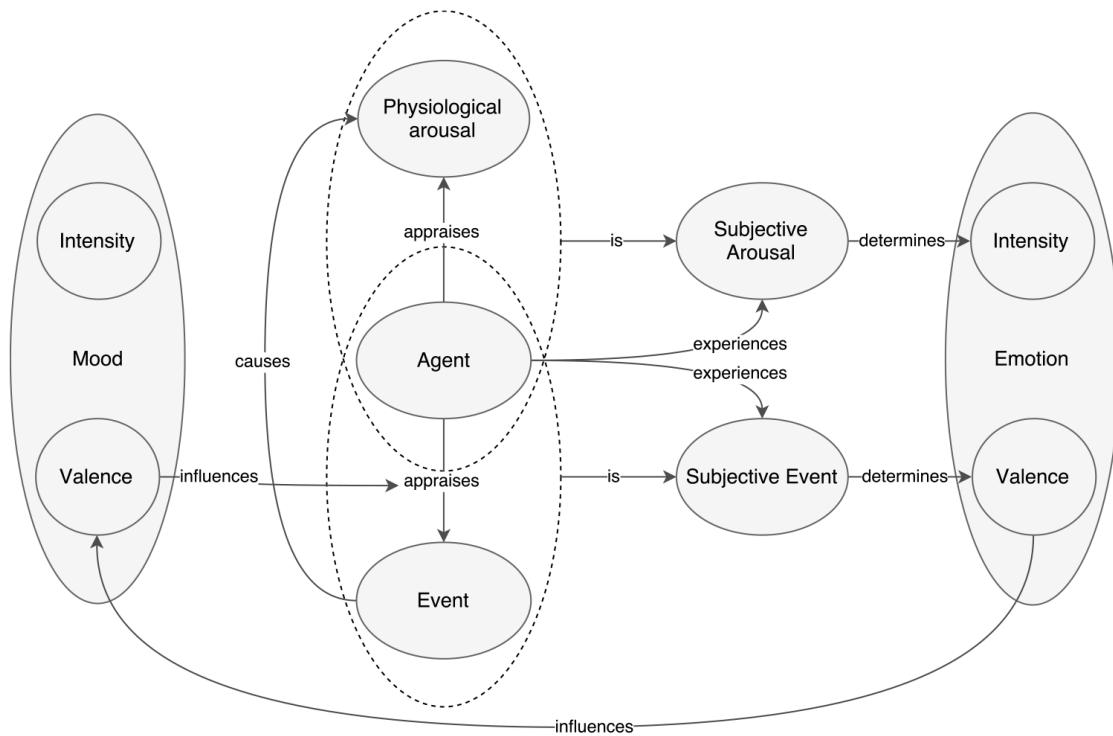 Physiological
arousal
Intensity
appraises
is
Subjective
Arousal
determines
Intensity
Mood
causes
Agent
experiences
experiences
Emotion
Valence
influences
appraises
is
Subjective Event
determines
Valence
Event
influences